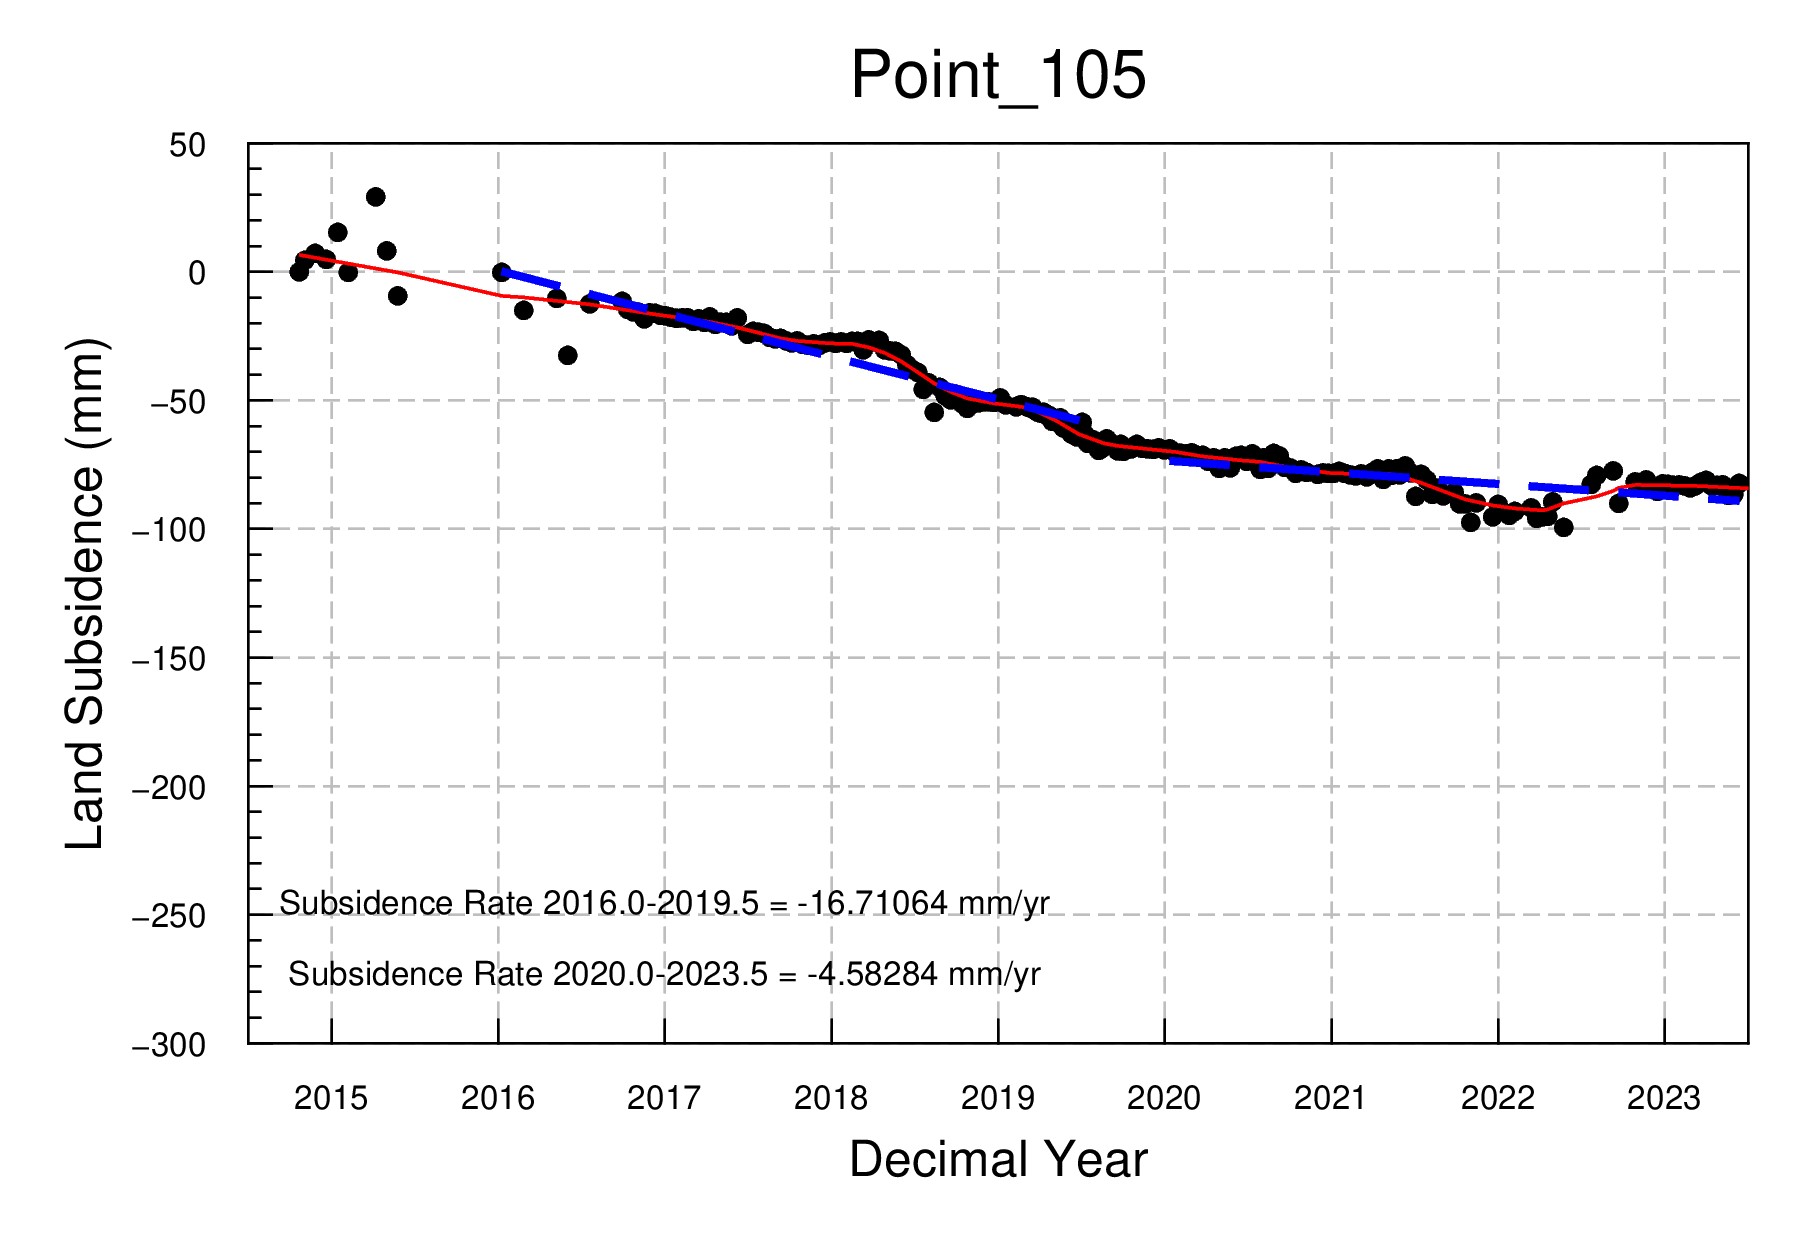 Point_105
50
0
−50
−100
−150
−200
−250
−300
Land Subsidence (mm)
Subsidence Rate 2016.0-2019.5 = -16.71064 mm/yr
Subsidence Rate 2020.0-2023.5 = -4.58284 mm/yr
2015 2016 2017 2018 2019 2020 2021 2022 2023
Decimal Year